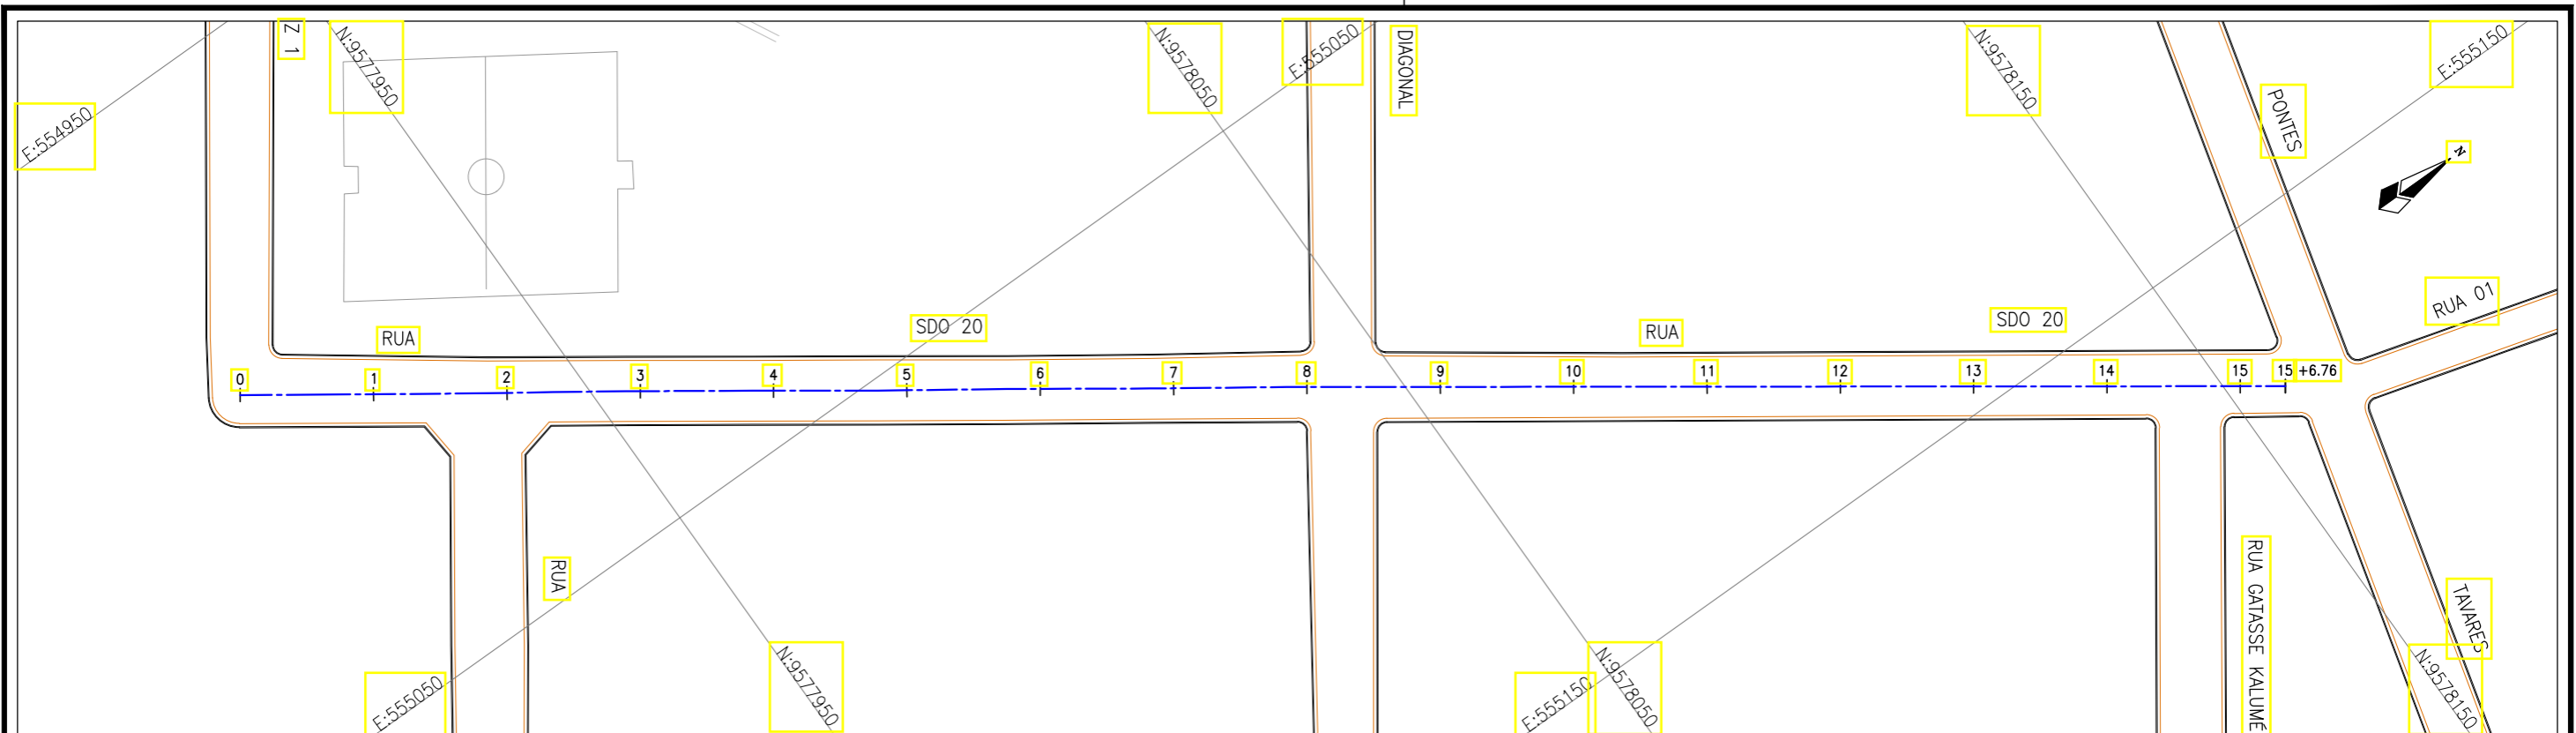 Z 1
N:9577950
N:9578050
E:555050
DIAGONAL
N:9578150
E:555150
PONTES
E:554950
N
RUA 01
RUA
SDO 20
RUA
SDO 20
0
1
2
3
4
5
6
7
8
9
10
11
12
13
14
15
15 +6.76
RUA
RUA GATASSE KALUMÉ
TAVARES
E:555050
N:9577950
E:555150
N:9578050
N:9578150